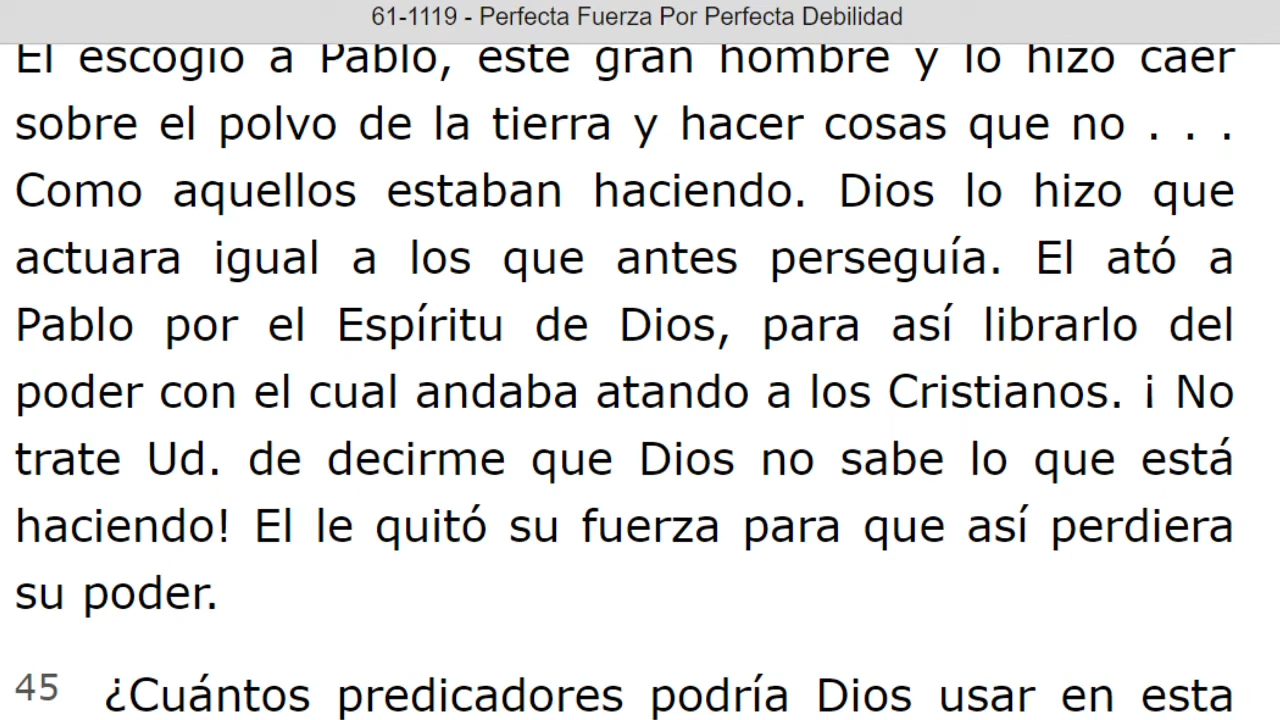 61-1119 - Perfecta Fuerza Por Perfecta Debilidad
El escogió a Pablo, este gran hombre y lo hizo caer
sobre el polvo de la tierra y hacer cosas que no . . .
Como aquellos estaban haciendo. Dios lo hizo que
actuara igual a los que antes perseguía. El ató a
Pablo por el Espíritu de Dios, para así librarlo del
poder con el cual andaba atando a los Cristianos. ¡ No
trate Ud. de decirme que Dios no sabe lo que está
haciendo! El le quitó su fuerza para que así perdiera
su poder.
45 ¿Cuántos predicadores podría Dios usar en esta